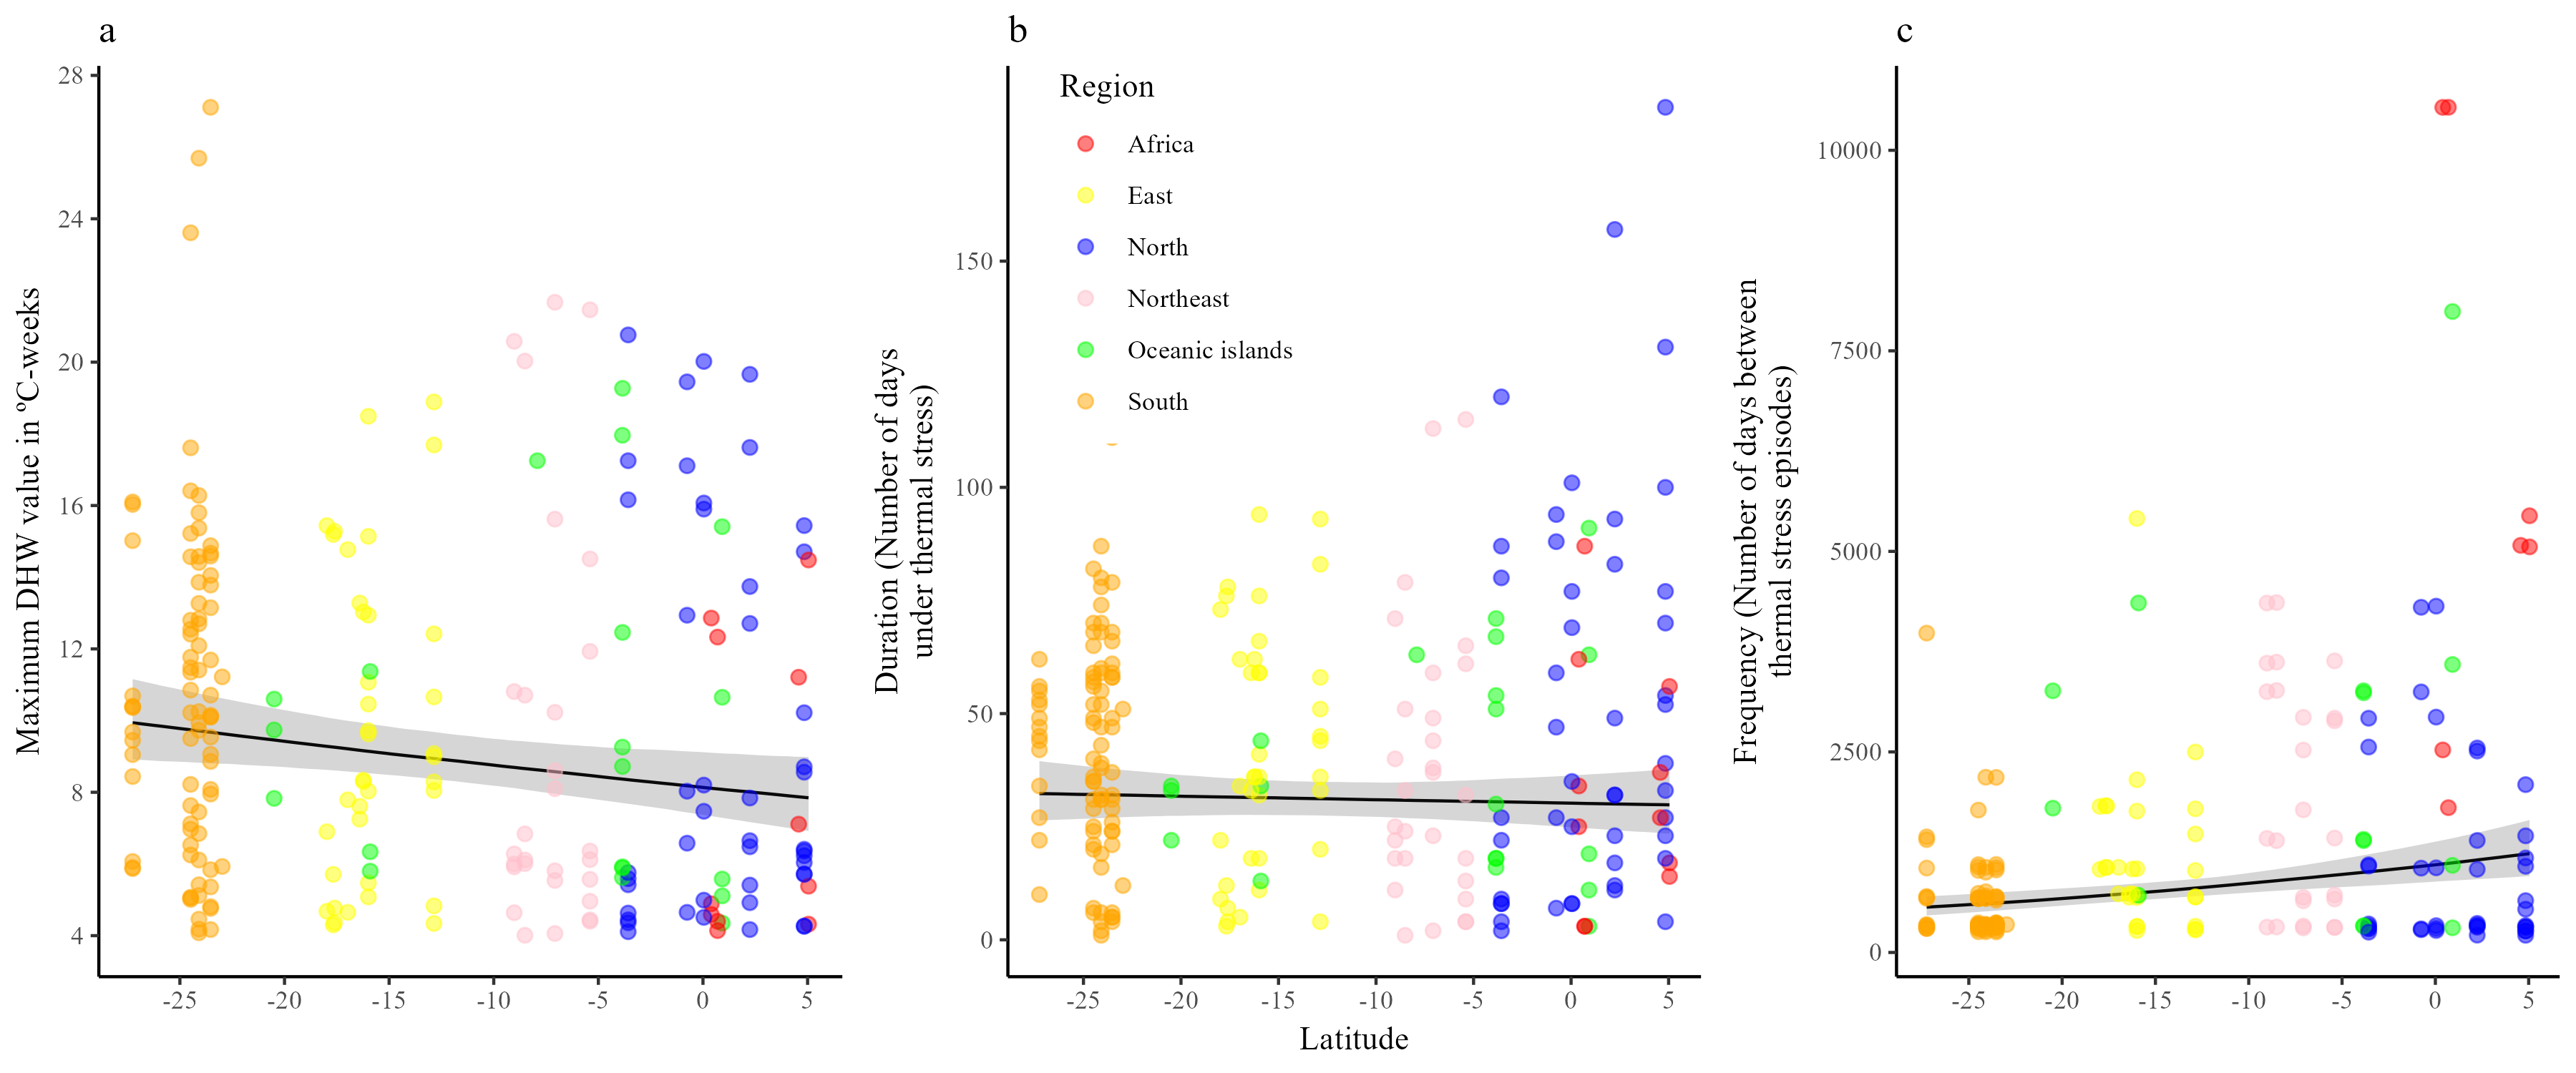 a
Maximum DHW value in ºC-weeks
28
24
20
16
12
8
4
-25 -20 -15 -10 -5 0 5
b
Duration (Number of days
under thermal stress)
150
100
50
0
Region
Africa
East
North
Northeast
Oceanic islands
South
-25 -20 -15 -10 -5 0 5
Latitude
c
Frequency (Number of days between
thermal stress episodes)
10000
7500
5000
2500
0
-25 -20 -15 -10 -5 0 5